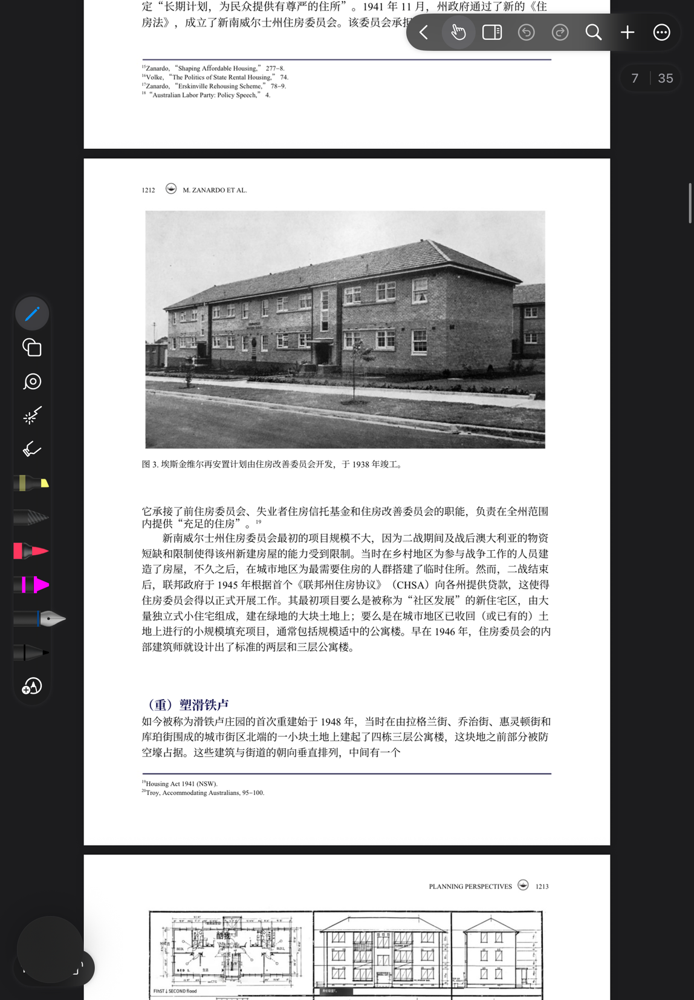 定“长期计划，为民众提供有尊严的住所”。1941 年 11 月，州政府通过了新的《住
房法》，成立了新南威尔士州住房委员会。该委员会承担
7 35
15Zanardo, “Shaping Affordable Housing,” 277–8.
16Volke, “The Politics of State Rental Housing,” 74.
17Zanardo, “Erskinville Rehousing Scheme,” 78–9.
18 “Australian Labor Party: Policy Speech,” 4.
1212 M. ZANARDO ET AL.
图 3. 埃斯金维尔再安置计划由住房改善委员会开发，于 1938 年竣工。
它承接了前住房委员会、失业者住房信托基金和住房改善委员会的职能，负责在全州范围
内提供“充足的住房”。19
新南威尔士州住房委员会最初的项目规模不大，因为二战期间及战后澳大利亚的物资
短缺和限制使得该州新建房屋的能力受到限制。当时在乡村地区为参与战争工作的人员建
造了房屋，不久之后，在城市地区为最需要住房的人群搭建了临时住所。然而，二战结束
后，联邦政府于 1945 年根据首个《联邦州住房协议》（CHSA）向各州提供贷款，这使得
住房委员会得以正式开展工作。其最初项目要么是被称为“社区发展”的新住宅区，由大
量独立式小住宅组成，建在绿地的大块土地上；要么是在城市地区已收回（或已有的）土
地上进行的小规模填充项目，通常包括规模适中的公寓楼。早在 1946 年，住房委员会的内
部建筑师就设计出了标准的两层和三层公寓楼。
（重）塑滑铁卢
如今被称为滑铁卢庄园的首次重建始于 1948 年，当时在由拉格兰街、乔治街、惠灵顿街和
库珀街围成的城市街区北端的一小块土地上建起了四栋三层公寓楼，这块地之前部分被防
空壕占据。这些建筑与街道的朝向垂直排列，中间有一个
19Housing Act 1941 (NSW).
20Troy, Accommodating Australians, 95–100.
PLANNING PERSPECTIVES 1213
BED 1.
FIhST↓SECOND flood